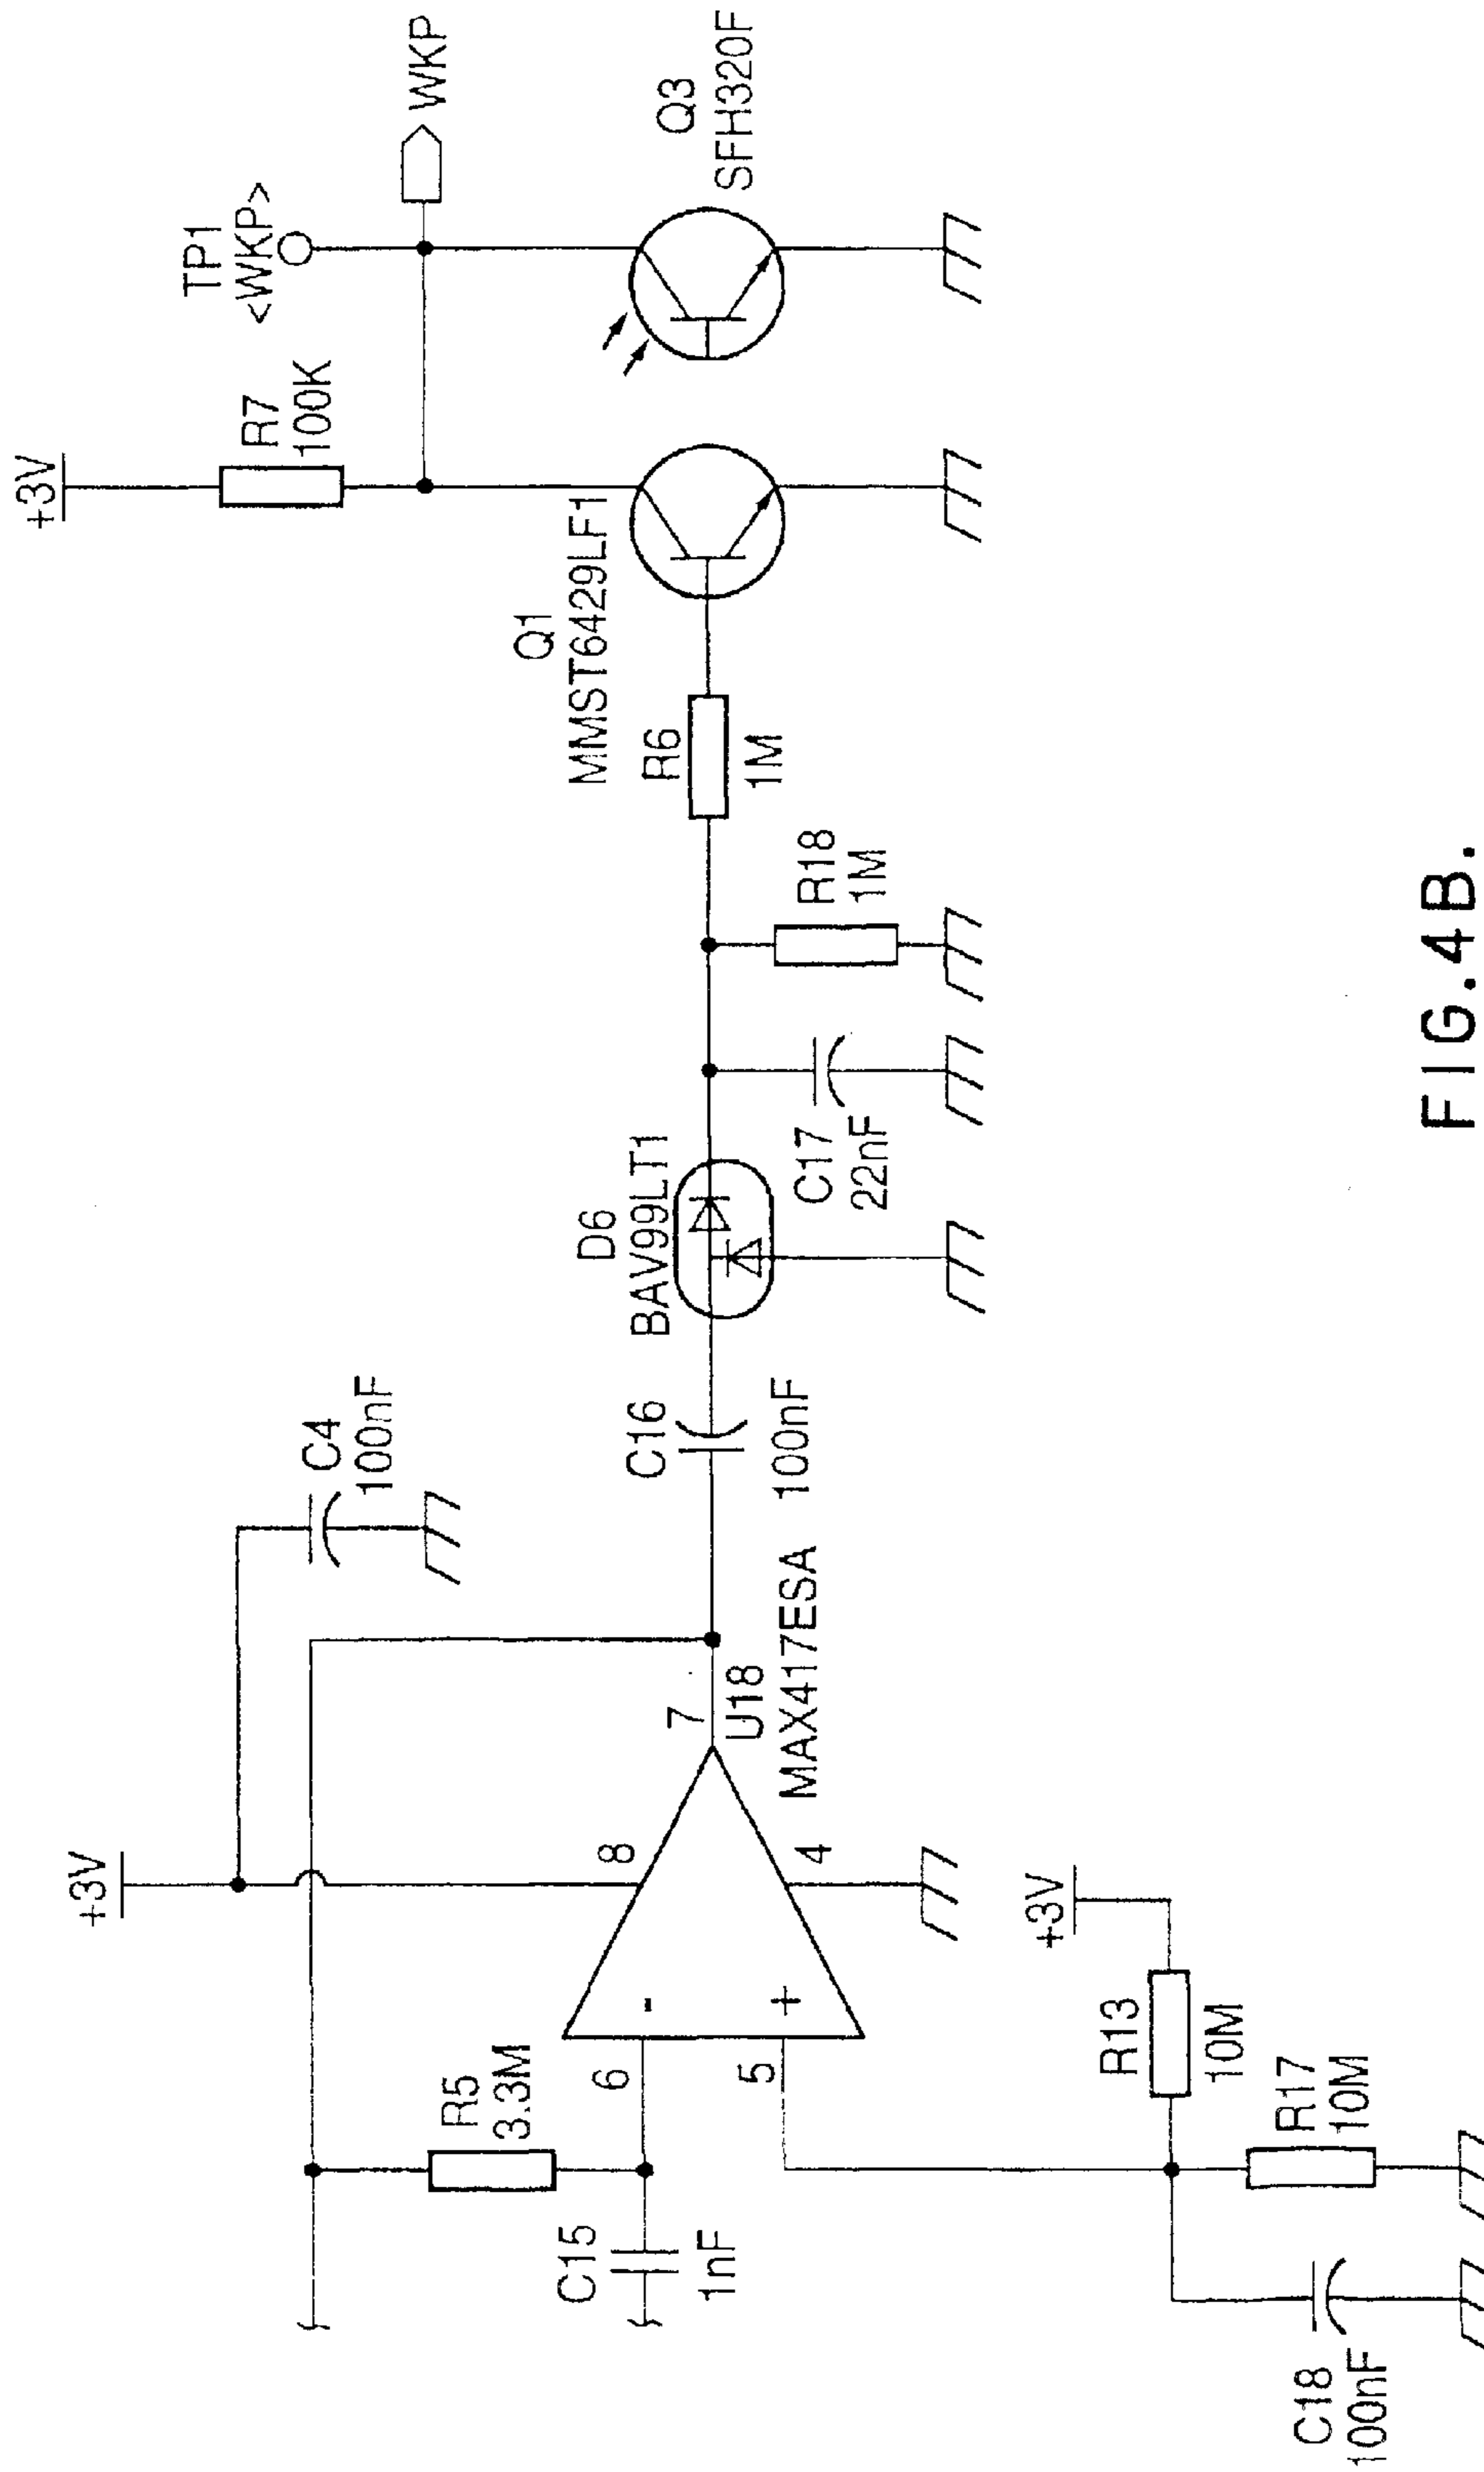 +3V
C4
100nF
R5
3.3M
C15
1nF
6
5
-
+
8
4
7
U18
MAX417ESA
C16
100nF
+3V
R13
10M
R17
10M
C18
100nF
D6
BAV99LT1
C17
22nF
R18
1M
R6
1M
Q1
MMST6429LF1
+3V
R7
100K
TP1
<WKP>
WKP
Q3
SFH320F
FIG.4B.